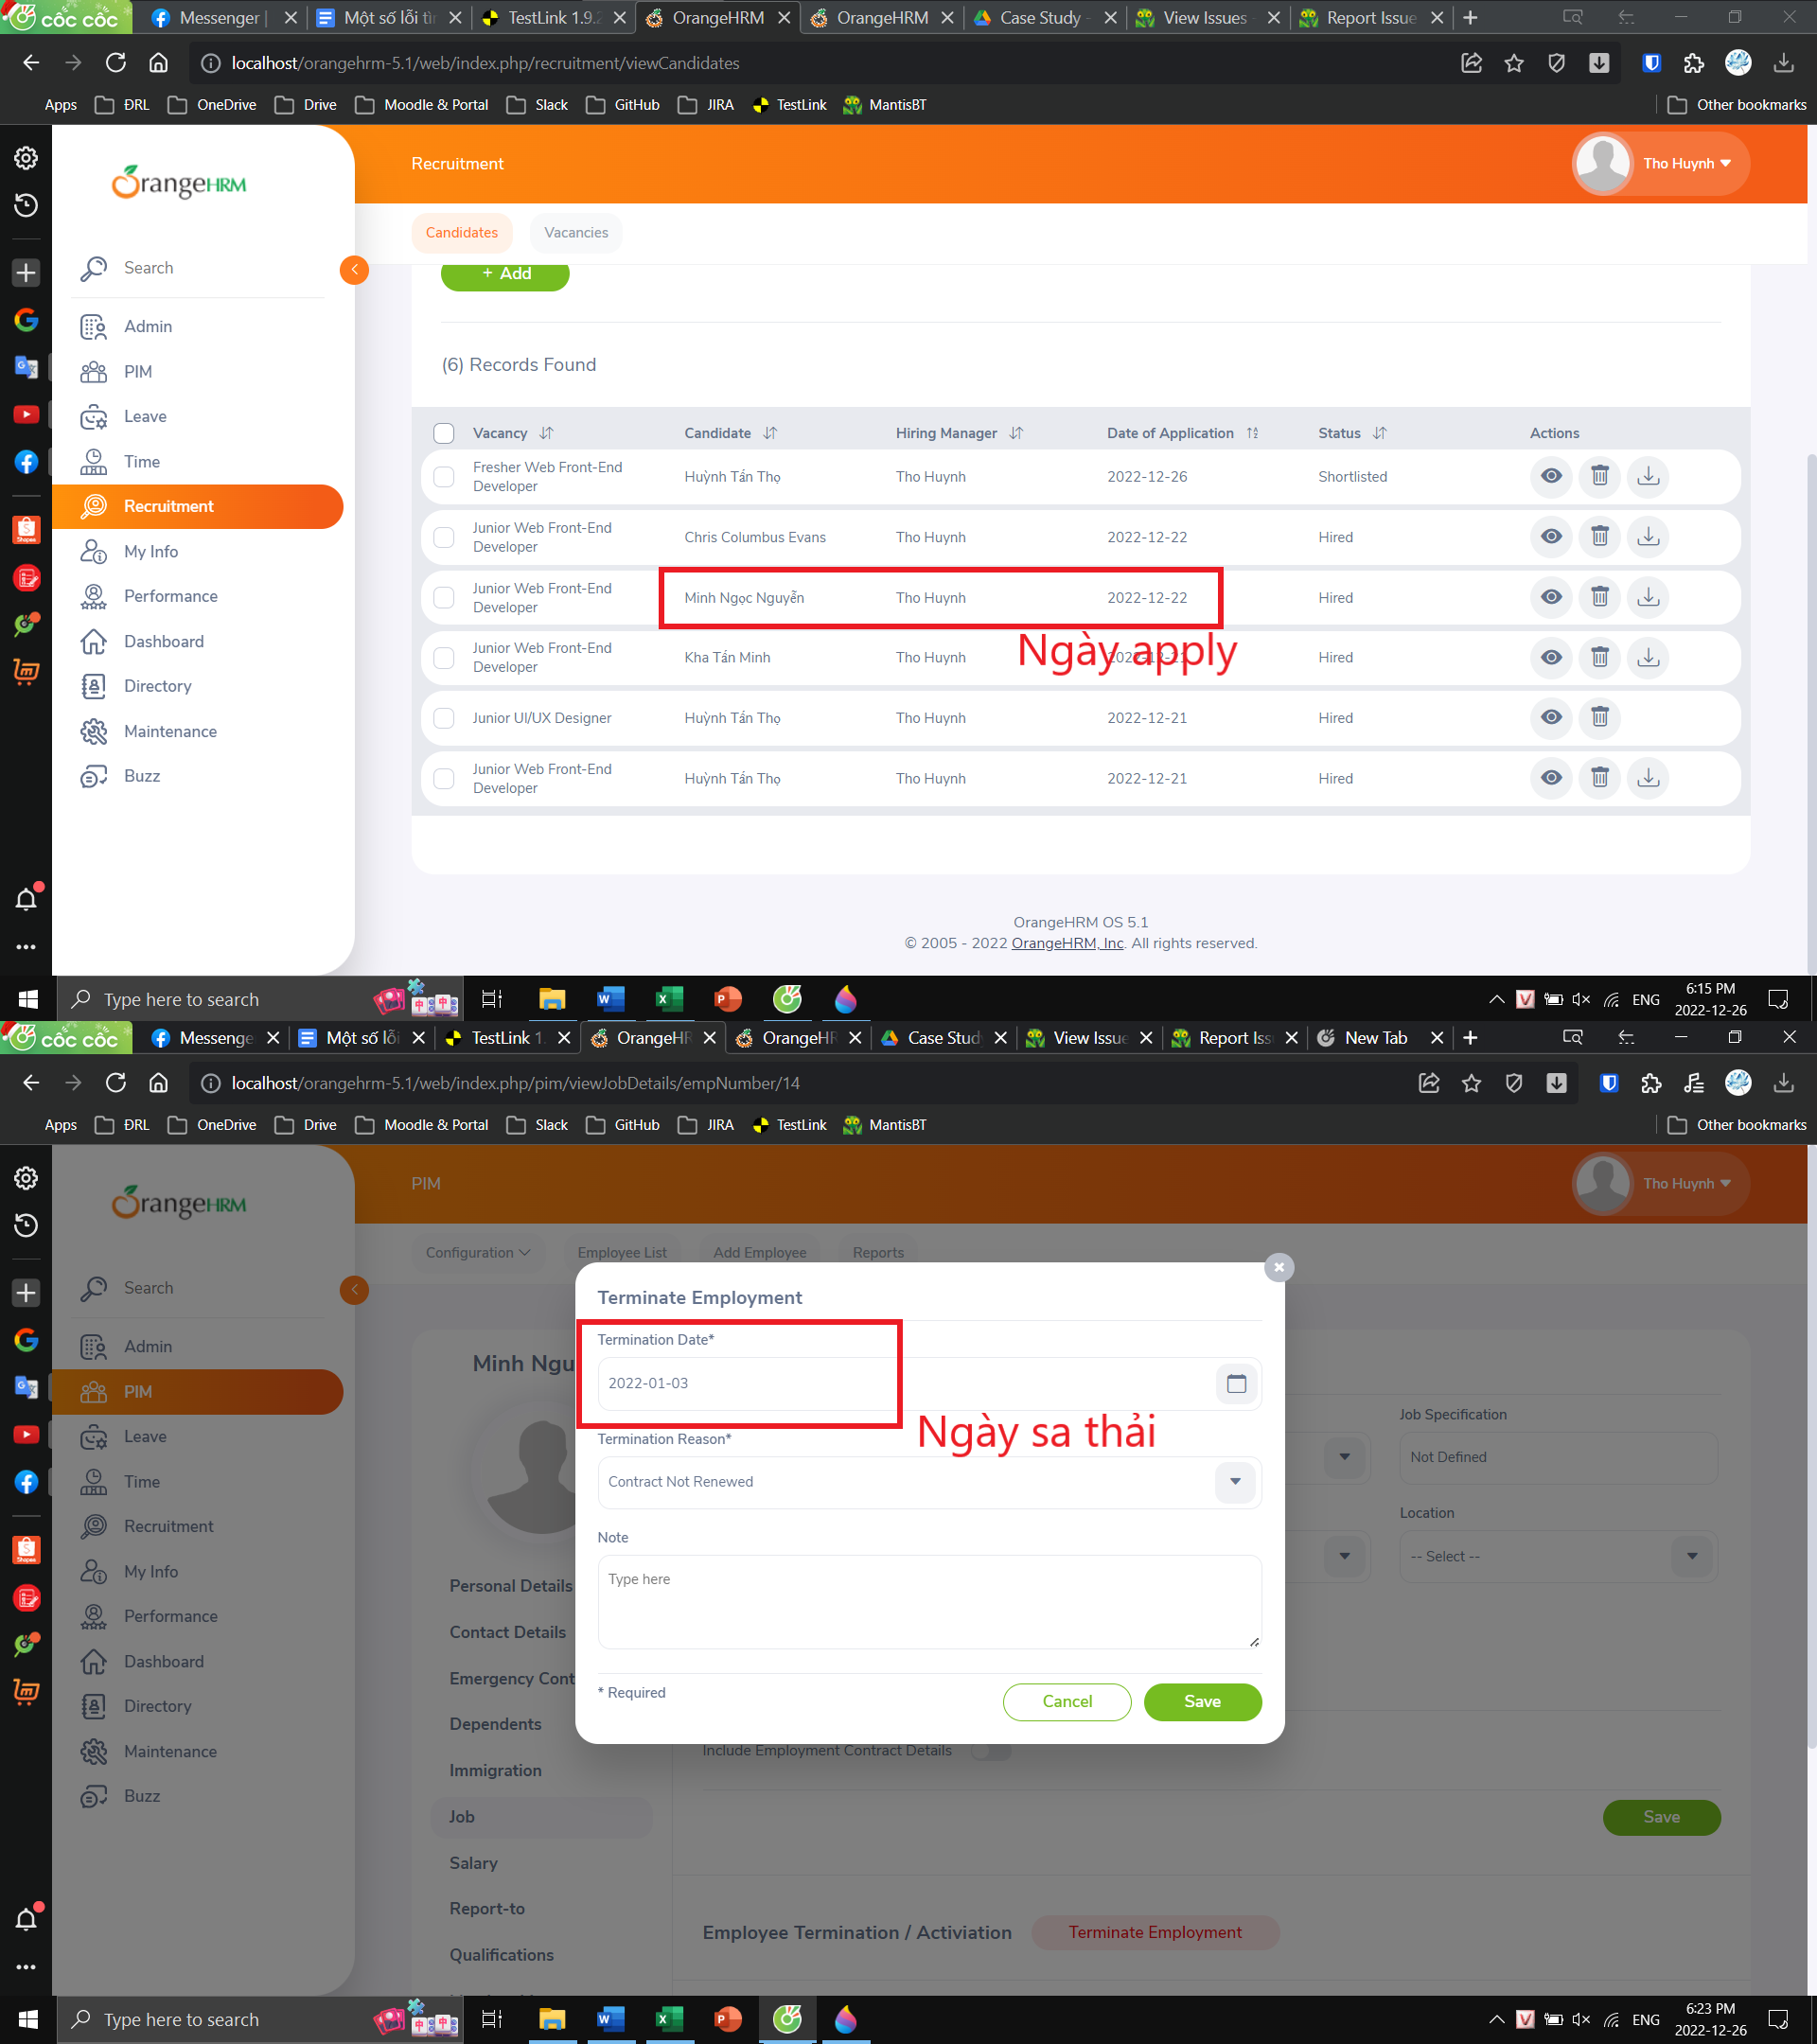 cốc cốc
Messenger |
Một số lỗi tìr
TestLink 1.9.2
OrangeHRM
OrangeHRM
Case Study -
View Issues -
Report Issue
localhost/orangehrm-5.1/web/index.php/recruitment/viewCandidates
Apps ĐRL OneDrive Drive Moodle & Portal Slack GitHub JIRA TestLink MantisBT Other bookmarks
OrangeHRM
Recruitment
Tho Huynh
Candidates Vacancies
Search
Admin
PIM
Leave
Time
Recruitment
My Info
Performance
Dashboard
Directory
Maintenance
Buzz
+ Add
(6) Records Found
Vacancy Candidate Hiring Manager Date of Application Status Actions
Fresher Web Front-End Developer Huỳnh Tấn Thọ Tho Huynh 2022-12-26 Shortlisted
Junior Web Front-End Developer Chris Columbus Evans Tho Huynh 2022-12-22 Hired
Junior Web Front-End Developer Minh Ngọc Nguyễn Tho Huynh 2022-12-22 Hired
Ngày apply
Junior Web Front-End Developer Kha Tấn Minh Tho Huynh 2022-12-21 Hired
Junior UI/UX Designer Huỳnh Tấn Thọ Tho Huynh 2022-12-21 Hired
Junior Web Front-End Developer Huỳnh Tấn Thọ Tho Huynh 2022-12-21 Hired
OrangeHRM OS 5.1
© 2005 - 2022 OrangeHRM, Inc. All rights reserved.
Type here to search
ENG
6:15 PM
2022-12-26
cốc cốc
Messenge
Một số lỗi
TestLink 1.
OrangeHR
OrangeHR
Case Stud
View Issue
Report Iss
New Tab
localhost/orangehrm-5.1/web/index.php/pim/viewJobDetails/empNumber/14
Apps ĐRL OneDrive Drive Moodle & Portal Slack GitHub JIRA TestLink MantisBT Other bookmarks
OrangeHRM
PIM
Tho Huynh
Configuration Employee List Add Employee Reports
Search
Admin
PIM
Leave
Time
Recruitment
My Info
Performance
Dashboard
Directory
Maintenance
Buzz
Minh Ngu
Personal Details
Contact Details
Emergency Cont
Dependents
Immigration
Job
Salary
Report-to
Qualifications
Terminate Employment
Termination Date*
2022-01-03
Ngày sa thải
Termination Reason*
Contract Not Renewed
Note
Type here
* Required
Cancel Save
Job Specification
Not Defined
Location
-- Select --
Include Employment Contract Details
Save
Employee Termination / Activiation
Terminate Employment
Type here to search
ENG
6:23 PM
2022-12-26